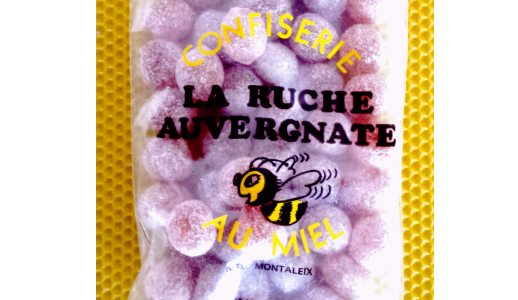 CONFISERIE
LA RUCHE
AUVERGNATE
AU MIEL
MONTALEIX